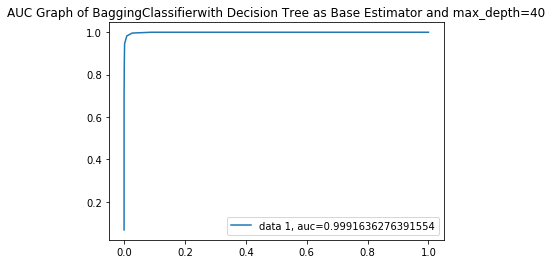 AUC Graph of BaggingClassifierwith Decision Tree as Base Estimator and max_depth=40
1.0
0.8
0.6
0.4
0.2
data 1, auc=0.9991636276391554
0.0 0.2 0.4 0.6 0.8 1.0